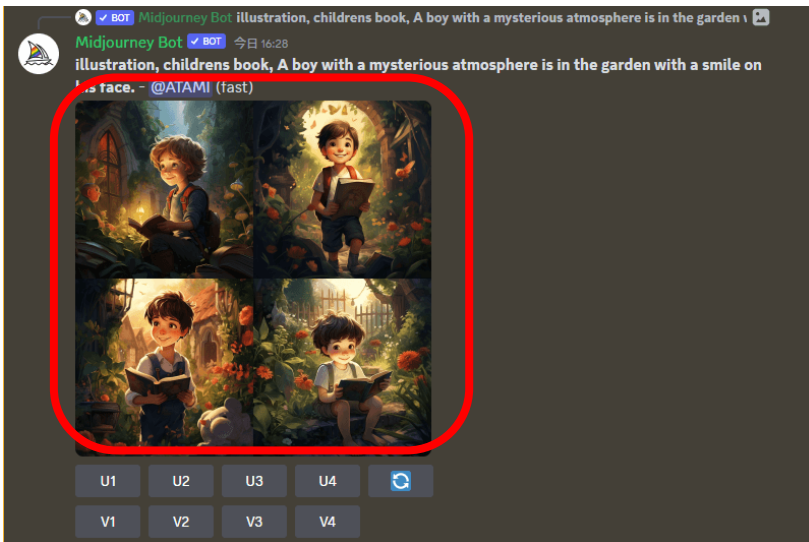 BOT Midjourney Bot illustration, childrens book, A boy with a mysterious atmosphere is in the garden
Midjourney Bot BOT 今日 16:28
illustration, childrens book, A boy with a mysterious atmosphere is in the garden with a smile on
his face. - @ATAMI (fast)
U1 U2 U3 U4
V1 V2 V3 V4